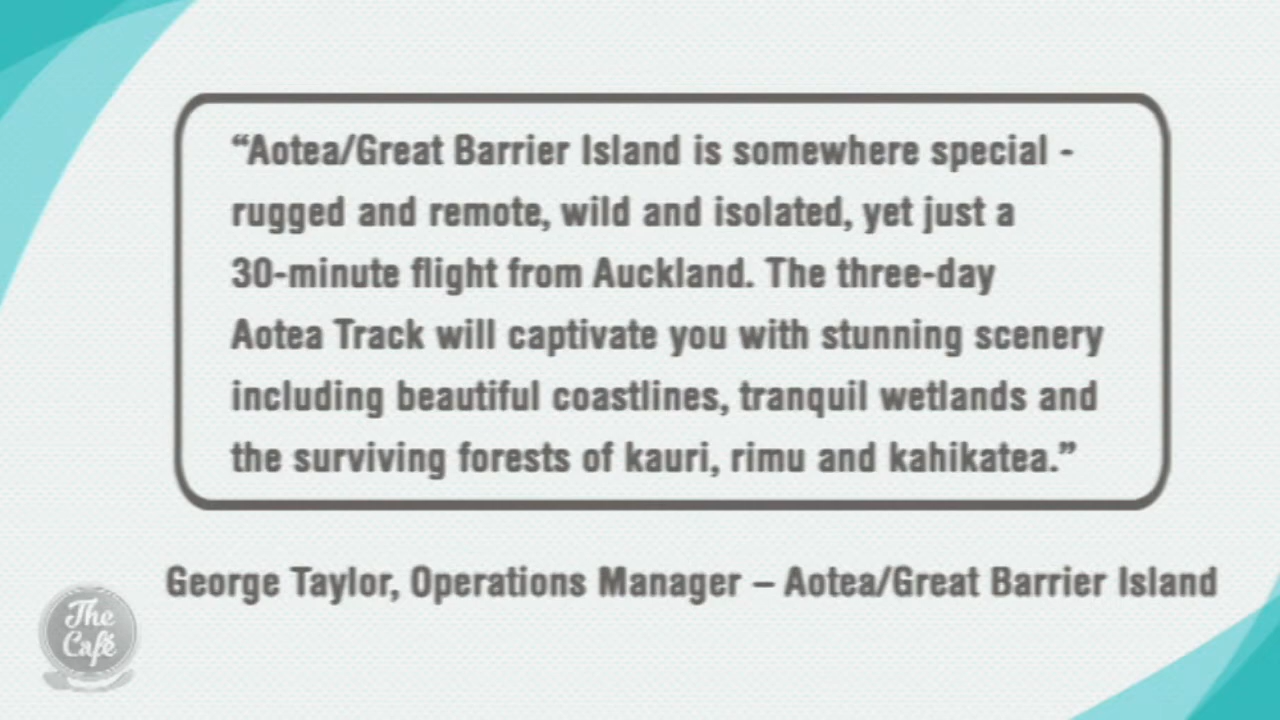 “Aotea/Great Barrier Island is somewhere special -
rugged and remote, wild and isolated, yet just a
30-minute flight from Auckland. The three-day
Aotea Track will captivate you with stunning scenery
including beautiful coastlines, tranquil wetlands and
the surviving forests of kauri, rimu and kahikatea.”
George Taylor, Operations Manager – Aotea/Great Barrier Island
The
Café